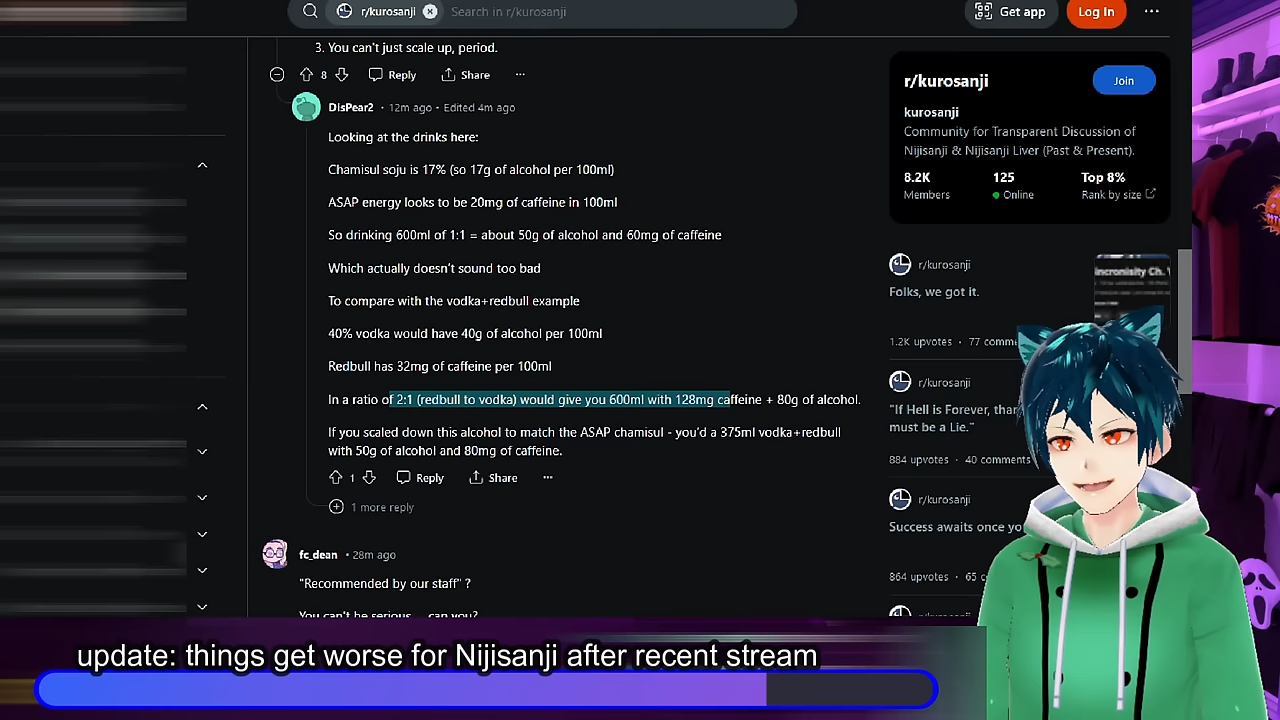 r/kurosanji
Search in r/kurosanji
Get app
Log In
3. You can't just scale up, period.
8
Reply
Share
DisPear2 • 12m ago • Edited 4m ago
Looking at the drinks here:
Chamisul soju is 17% (so 17g of alcohol per 100ml)
ASAP energy looks to be 20mg of caffeine in 100ml
So drinking 600ml of 1:1 = about 50g of alcohol and 60mg of caffeine
Which actually doesn't sound too bad
To compare with the vodka+redbull example
40% vodka would have 40g of alcohol per 100ml
Redbull has 32mg of caffeine per 100ml
In a ratio of 2:1 (redbull to vodka) would give you 600ml with 128mg caffeine + 80g of alcohol.
If you scaled down this alcohol to match the ASAP chamisul - you'd a 375ml vodka+redbull
with 50g of alcohol and 80mg of caffeine.
1
Reply
Share
1 more reply
fc_dean • 28m ago
"Recommended by our staff" ?
You can't be serious... can you?
r/kurosanji
Join
kurosanji
Community for Transparent Discussion of
Nijisanji & Nijisanji Liver (Past & Present).
8.2K
Members
125
Online
Top 8%
Rank by size
r/kurosanji
Folks, we got it.
1.2K upvotes • 77 comm
r/kurosanji
"If Hell is Forever, than
must be a Lie."
884 upvotes • 40 comments
r/kurosanji
Success awaits once yo
864 upvotes • 65 c
update: things get worse for Nijisanji after recent stream